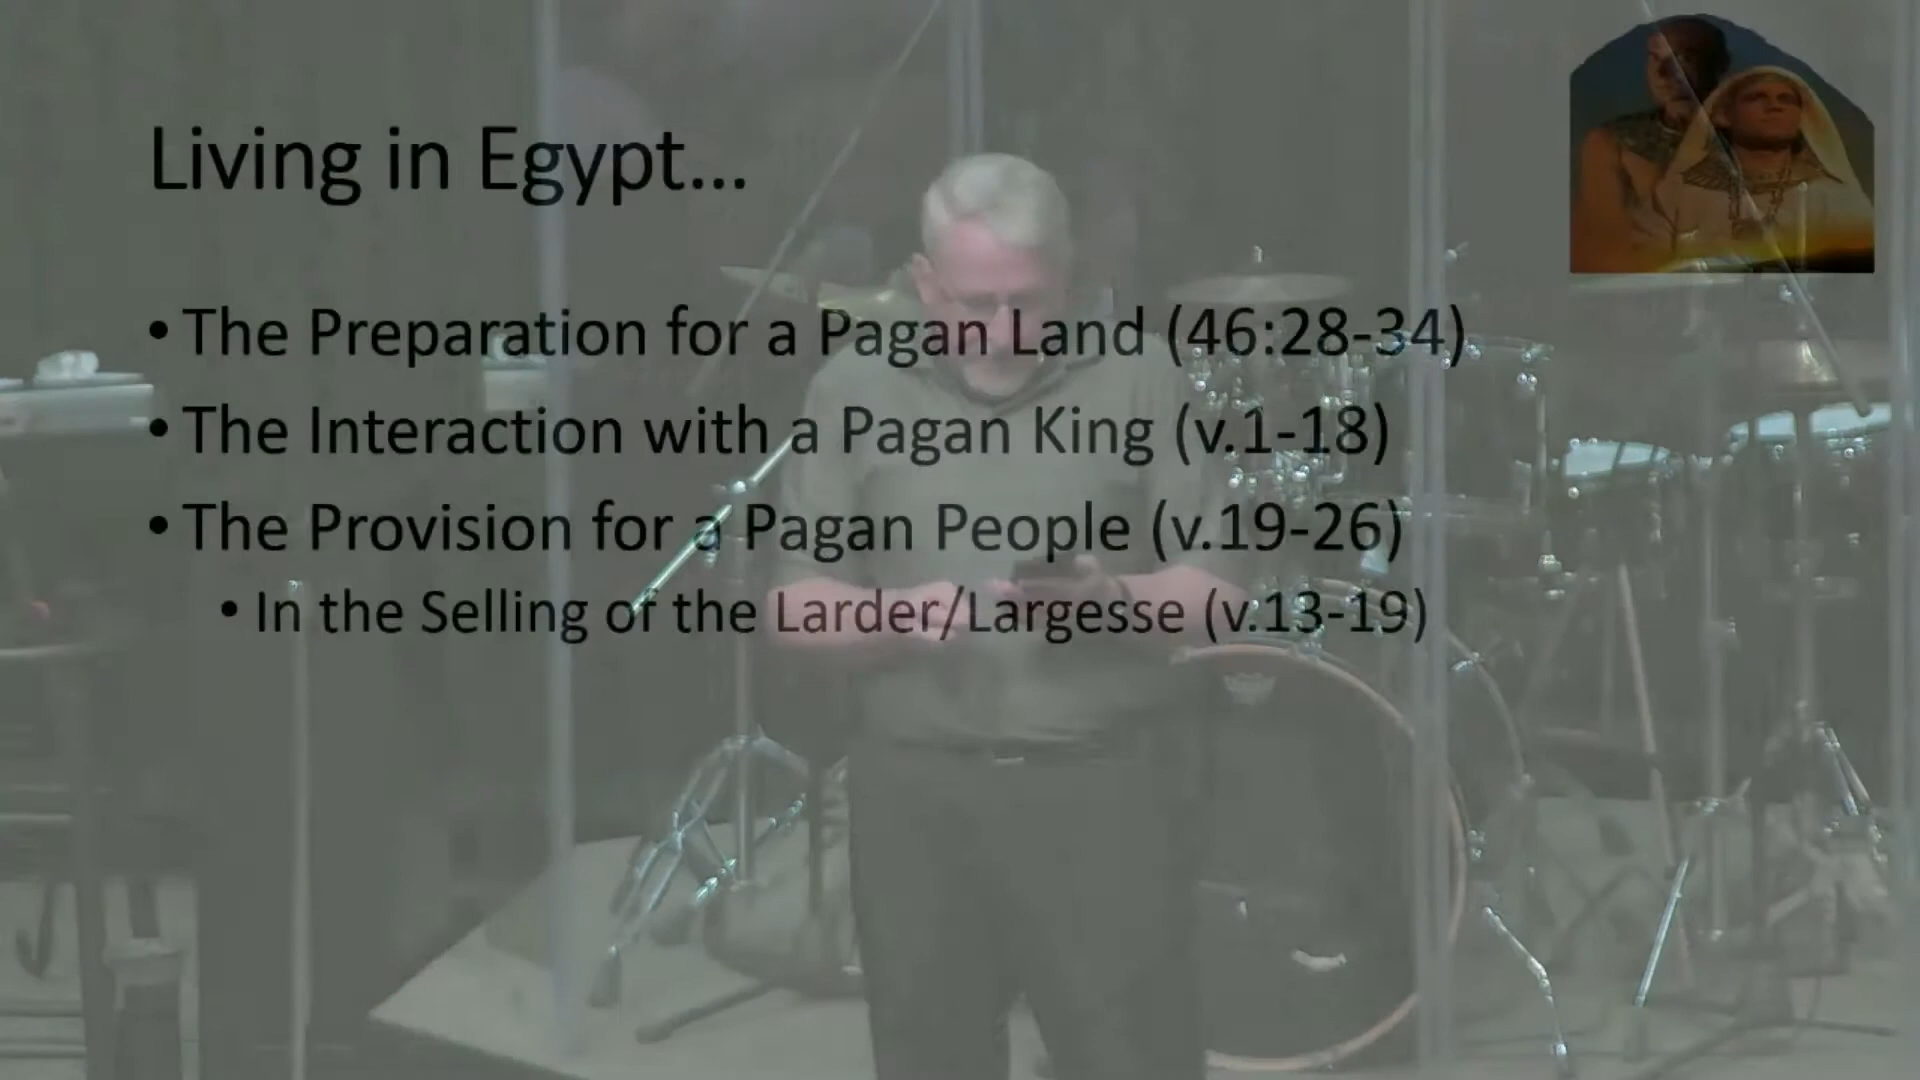 Living in Egypt...
• The Preparation for a Pagan Land (46:28-34)
• The Interaction with a Pagan King (v.1-18)
• The Provision for a Pagan People (v.19-26)
• In the Selling of the Larder/Largesse (v.13-19)